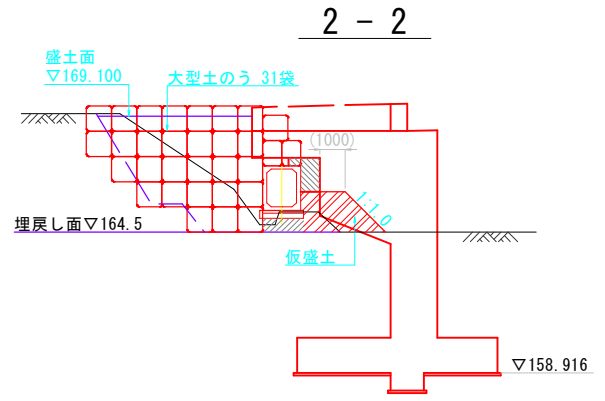 2 - 2
盛土面
▽169.100
大型土のう 31袋
(1000)
1:1.0
埋戻し面▽164.5
仮盛土
▽158.916